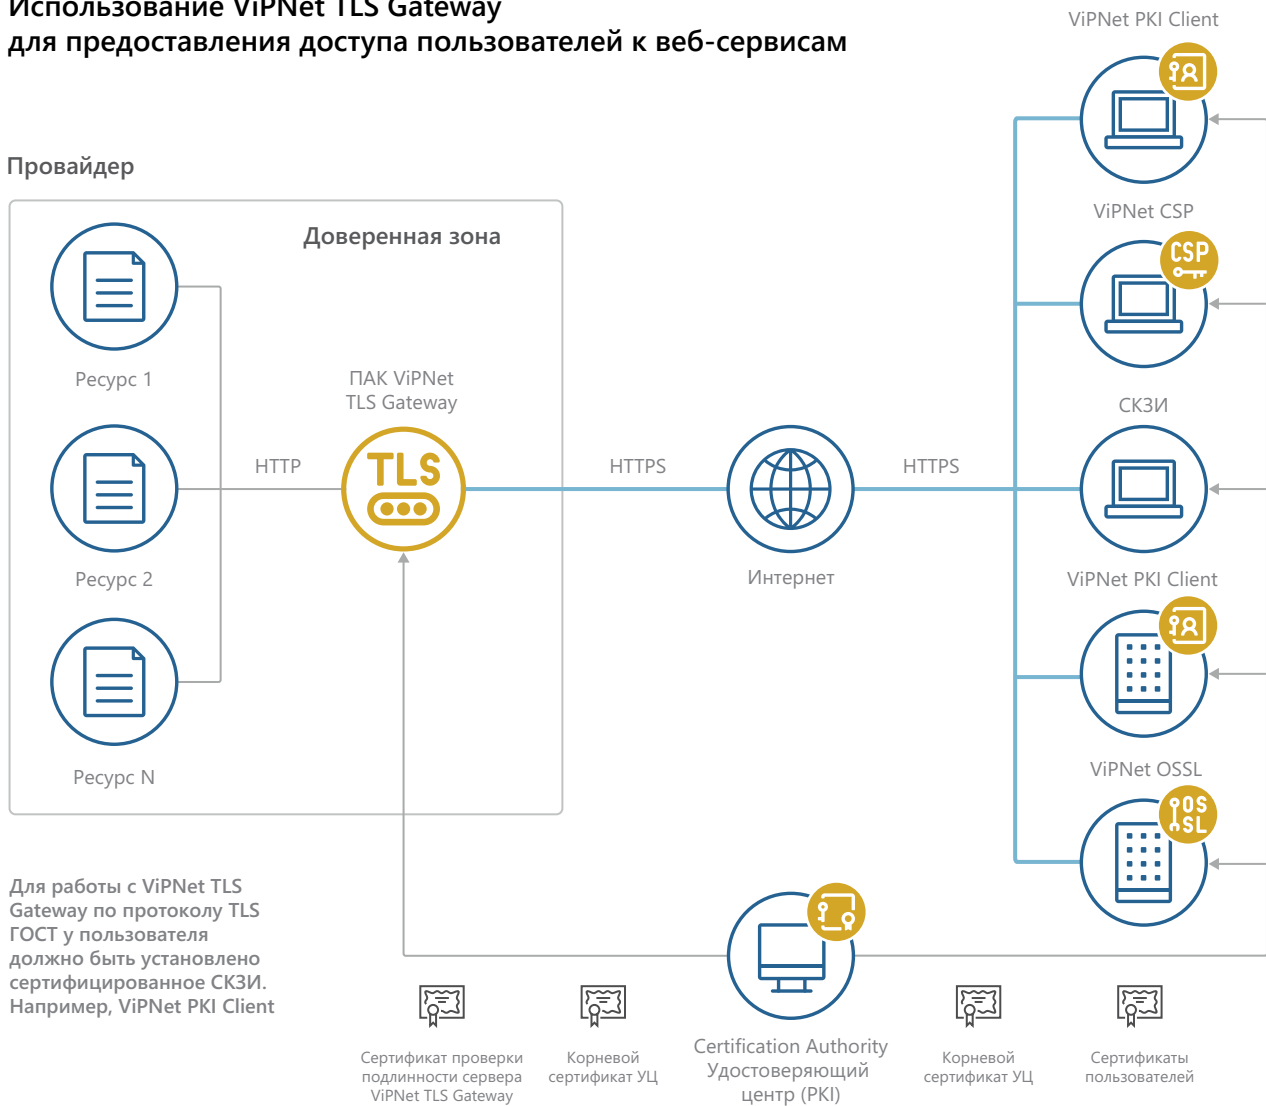 Использование ViPNet TLS Gateway
для предоставления доступа пользователей к веб-сервисам
Провайдер
Доверенная зона
Ресурс 1
Ресурс 2
Ресурс N
HTTP
ПАК ViPNet
TLS Gateway
TLS
HTTPS
Интернет
HTTPS
ViPNet PKI Client
ViPNet CSP
CSP
СКЗИ
ViPNet PKI Client
ViPNet OSSL
OS
SL
Для работы с ViPNet TLS
Gateway по протоколу TLS
ГОСТ у пользователя
должно быть установлено
сертифицированное СКЗИ.
Например, ViPNet PKI Client
Сертификат проверки
подлинности сервера
ViPNet TLS Gateway
Корневой
сертификат УЦ
Certification Authority
Удостоверяющий
центр (PKI)
Корневой
сертификат УЦ
Сертификаты
пользователей